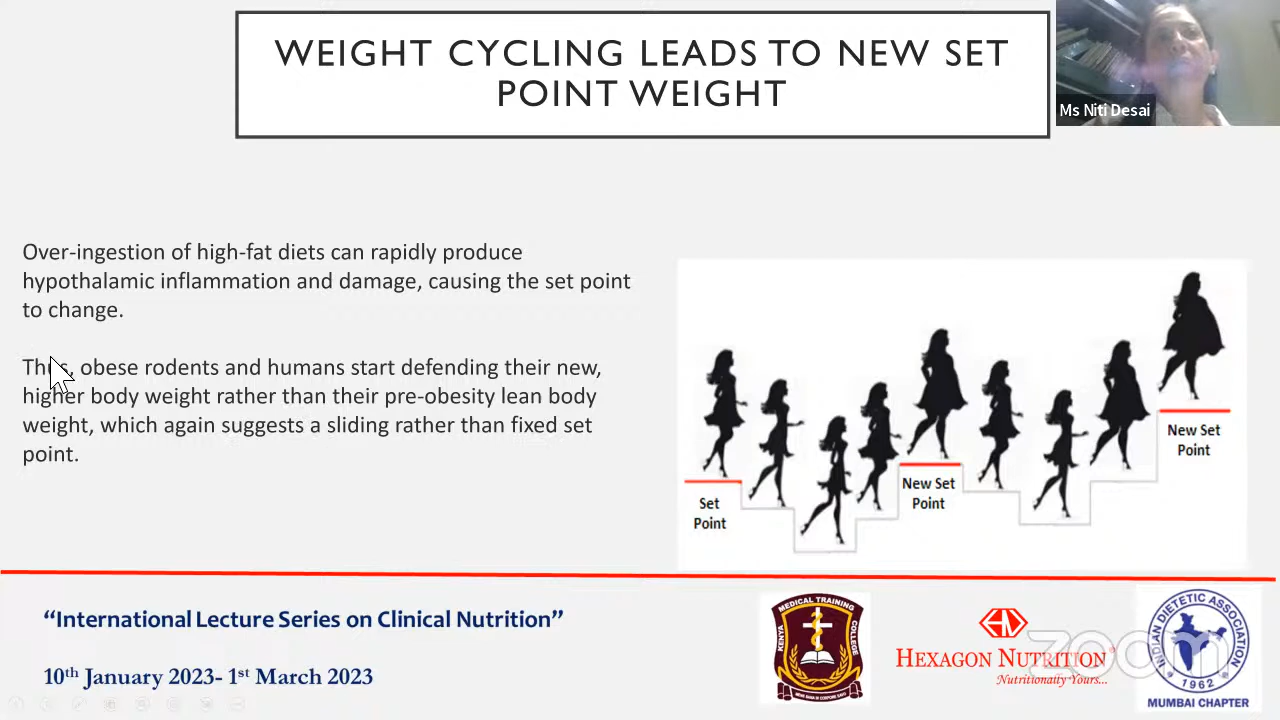 WEIGHT CYCLING LEADS TO NEW SET
POINT WEIGHT
Ms Niti Desai
Over-ingestion of high-fat diets can rapidly produce
hypothalamic inflammation and damage, causing the set point
to change.
obese rodents and humans start defending their new,
higher body weight rather than their pre-obesity lean body
weight, which again suggests a sliding rather than fixed set
point.
Set
Point
New Set
Point
New Set
Point
“International Lecture Series on Clinical Nutrition”
10th January 2023- 1st March 2023
KENYA MEDICAL TRAINING COLLEGE
HEXAGON NUTRITION
Nutritionally Yours...
zoom
INDIAN DIETETIC ASSOCIATION
1962
MUMBAI CHAPTER